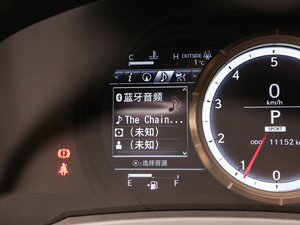 C H OUTSIDE
1°C
i
蓝牙音频
The Chain...
(未知)
(未知)
:选择音源
E F
5
4
3
2
1
0
0
km/h
P
SPORT
ODO 11152 k